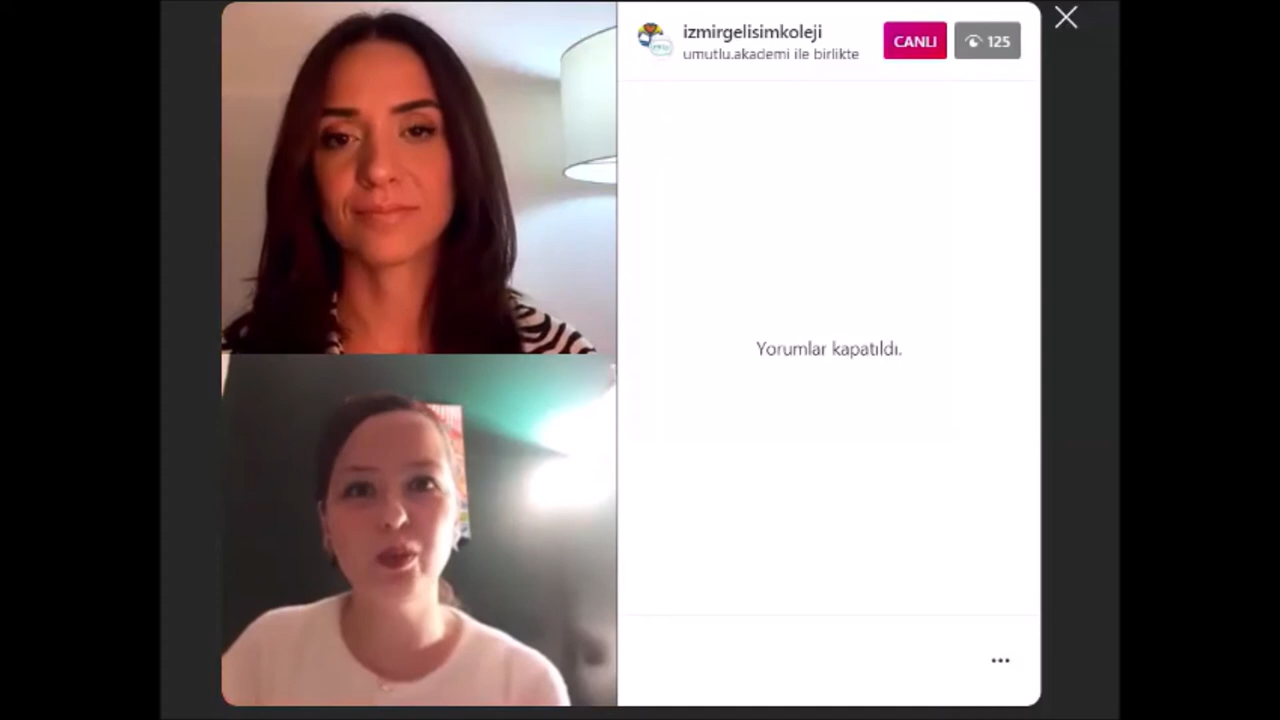 izmirgelisimkoleji
umutlu.akademi ile birlikte
CANLI
125
Yorumlar kapatıldı.